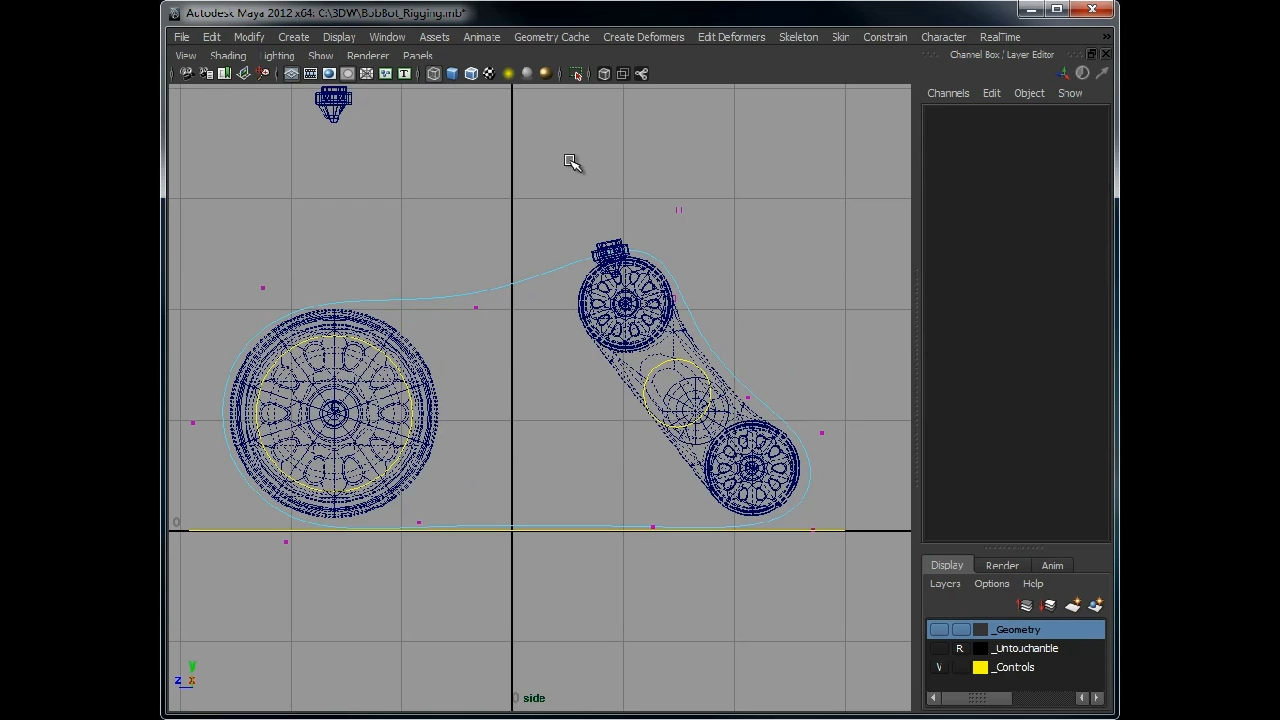 Autodesk Maya 2012 x64: C:\3DW\BobBot_Rigging.mb*
File Edit Modify Create Display Window Assets Animate Geometry Cache Create Deformers Edit Deformers Skeleton Skin Constrain Character RealTime »
View Shading Lighting Show Renderer Panels
Channel Box / Layer Editor
Channels Edit Object Show
0
Display Render Anim
Layers Options Help
_Geometry
R _Untouchable
V _Controls
y
z x
0 side